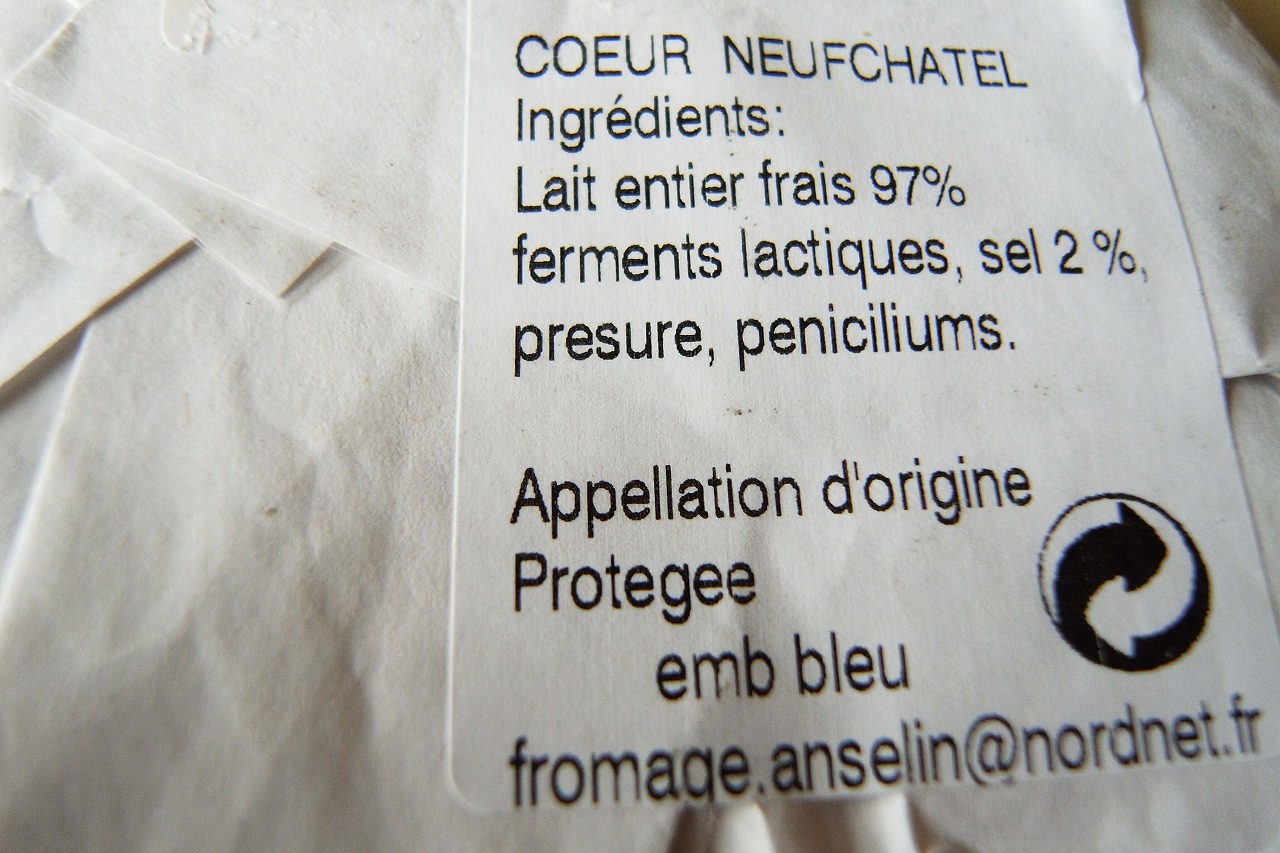 COEUR NEUFCHATEL
Ingrédients:
Lait entier frais 97%
ferments lactiques, sel 2 %,
presure, peniciliums.
Appellation d'origine
Protegee
emb bleu
fromage.anselin@nordnet.fr